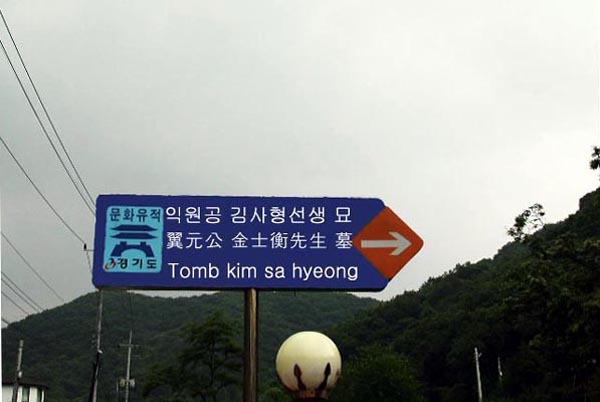 문화유적
경기도
익원공 김사형선생 묘
翼元公 金士衡先生 墓
Tomb kim sa hyeong